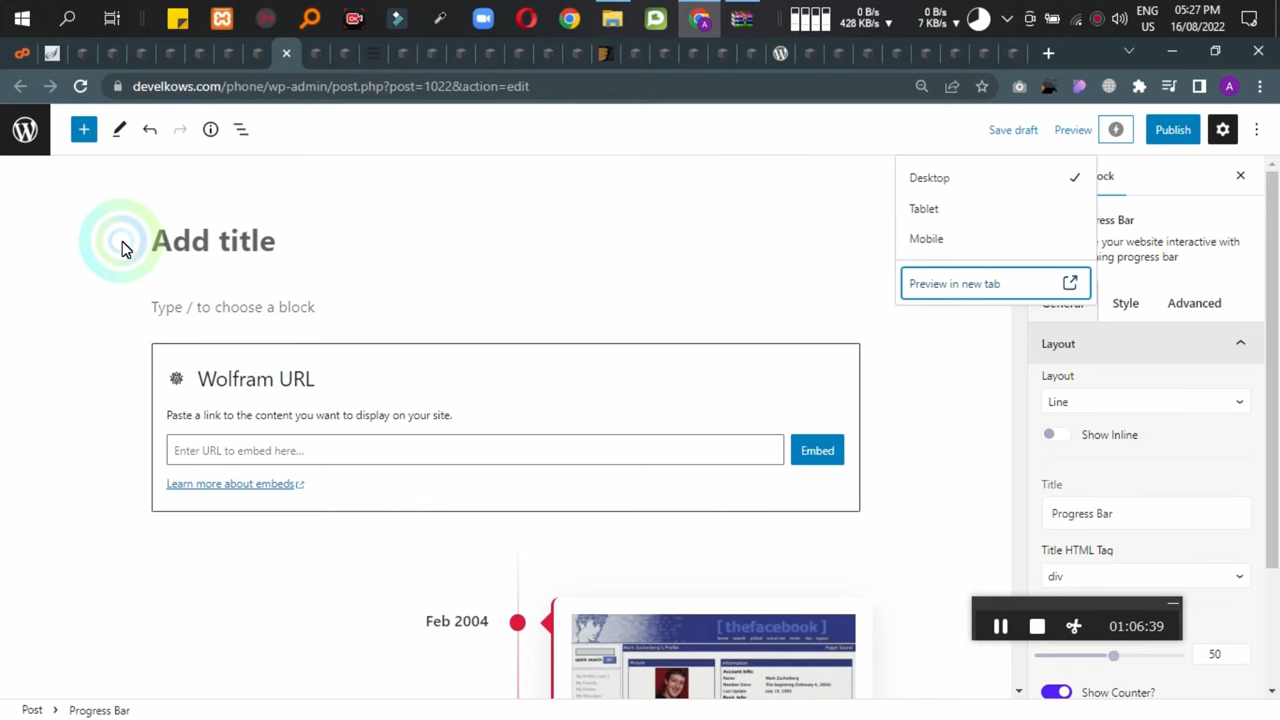 0 B/s
428 KB/s
0 B/s
7 KB/s
ENG
US
05:27 PM
16/08/2022
develkows.com/phone/wp-admin/post.php?post=1022&action=edit
A
Save draft
Preview
Publish
Desktop
Tablet
Mobile
Preview in new tab
Add title
Type / to choose a block
Wolfram URL
Paste a link to the content you want to display on your site.
Enter URL to embed here...
Embed
Learn more about embeds
Feb 2004
[thefacebook]
ock
ress Bar
e your website interactive with
ning progress bar
General
Style
Advanced
Layout
Layout
Line
Show Inline
Title
Progress Bar
Title HTML Tag
div
01:06:39
50
Show Counter?
Post
Progress Bar